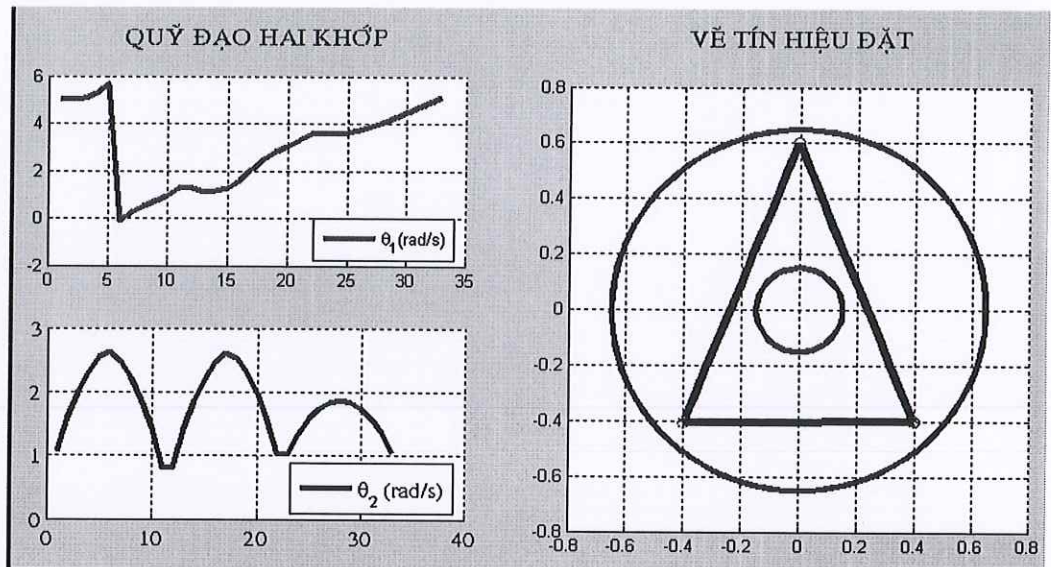 QUỸ ĐẠO HAI KHỚP
6
4
2
0
-2
0 5 10 15 20 25 30 35
θ1 (rad/s)
3
2
1
0
0 10 20 30 40
θ2 (rad/s)
VẼ TÍN HIỆU ĐẶT
0.8
0.6
0.4
0.2
0
-0.2
-0.4
-0.6
-0.8
-0.8 -0.6 -0.4 -0.2 0 0.2 0.4 0.6 0.8